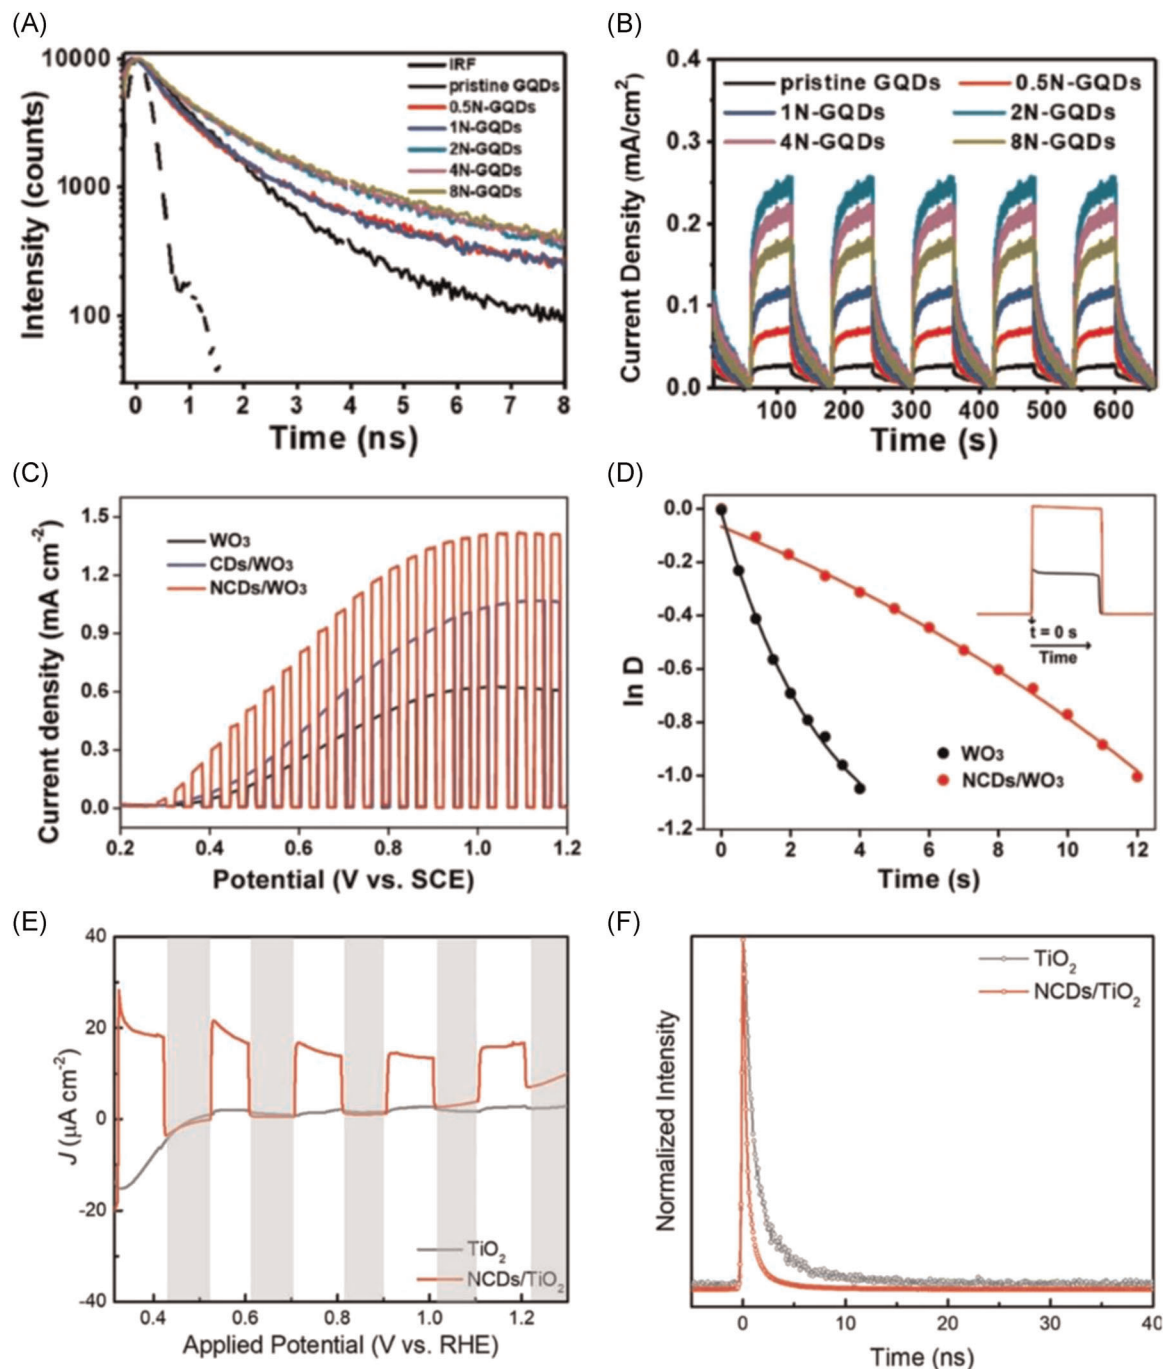 (A)
10000
1000
100
Intensity (counts)
IRF
pristine GQDs
0.5N-GQDs
1N-GQDs
2N-GQDs
4N-GQDs
8N-GQDs
0 1 2 3 4 5 6 7 8
Time (ns)
(B)
0.4
0.3
0.2
0.1
0.0
Current Density (mA/cm²)
pristine GQDs 0.5N-GQDs
1N-GQDs 2N-GQDs
4N-GQDs 8N-GQDs
100 200 300 400 500 600
Time (s)
(C)
1.5
1.2
0.9
0.6
0.3
0.0
Current density (mA cm⁻²)
WO₃
CDs/WO₃
NCDs/WO₃
0.2 0.4 0.6 0.8 1.0 1.2
Potential (V vs. SCE)
(D)
0.0
-0.2
-0.4
-0.6
-0.8
-1.0
-1.2
ln D
t = 0 s
Time
WO₃
NCDs/WO₃
0 2 4 6 8 10 12
Time (s)
(E)
40
20
0
-20
-40
J (μA cm⁻²)
TiO₂
NCDs/TiO₂
0.4 0.6 0.8 1.0 1.2
Applied Potential (V vs. RHE)
(F)
Normalized Intensity
TiO₂
NCDs/TiO₂
0 10 20 30 40
Time (ns)